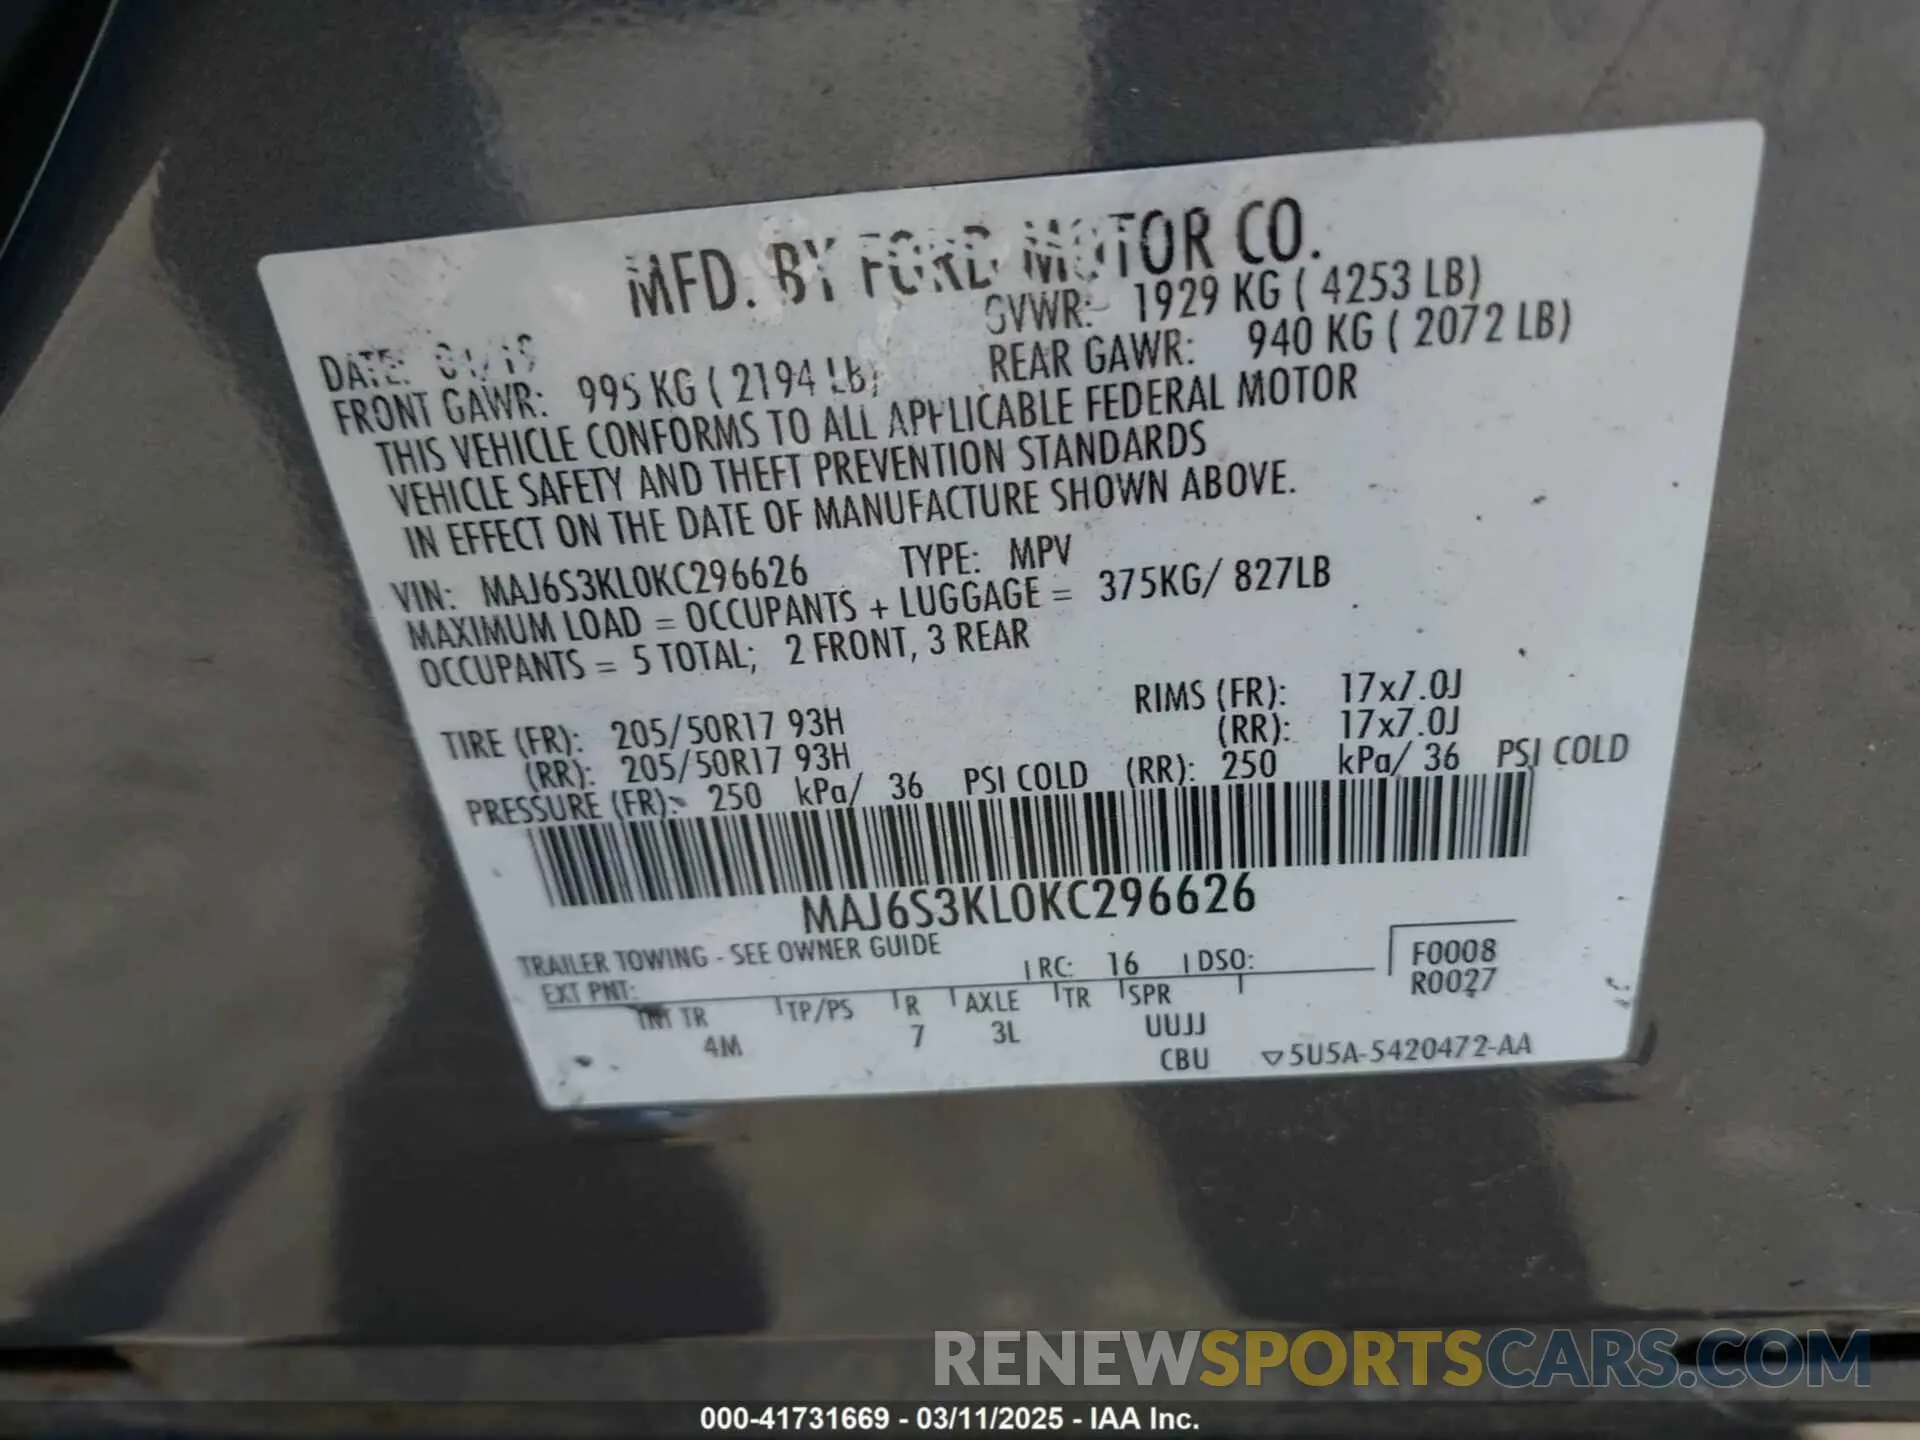 MFD. BY FORD MOTOR CO.
DATE: 01/19 GVWR: 1929 KG ( 4253 LB)
FRONT GAWR: 995 KG ( 2194 LB) REAR GAWR: 940 KG ( 2072 LB)
THIS VEHICLE CONFORMS TO ALL APPLICABLE FEDERAL MOTOR
VEHICLE SAFETY AND THEFT PREVENTION STANDARDS
IN EFFECT ON THE DATE OF MANUFACTURE SHOWN ABOVE.
VIN: MAJ6S3KL0KC296626 TYPE: MPV
MAXIMUM LOAD = OCCUPANTS + LUGGAGE = 375KG/ 827LB
OCCUPANTS = 5 TOTAL; 2 FRONT, 3 REAR
TIRE (FR): 205/50R17 93H RIMS (FR): 17x7.0J
(RR): 205/50R17 93H (RR): 17x7.0J
PRESSURE (FR): 250 kPa/ 36 PSI COLD (RR): 250 kPa/ 36 PSI COLD
MAJ6S3KL0KC296626
TRAILER TOWING - SEE OWNER GUIDE
EXT PNT: RC: 16 DSO: F0008
R0027
INT TR TP/PS R AXLE TR SPR
4M 7 3L UUJJ
CBU ▽5U5A-5420472-AA
RENEWSPORTSCARS.COM
000-41731669 - 03/11/2025 - IAA Inc.